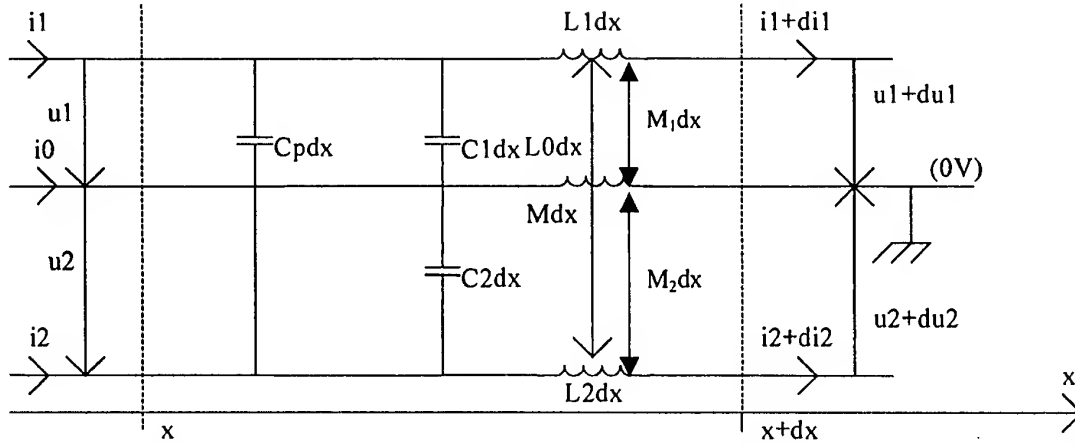 i1 L1dx i1+di1
u1 M₁dx u1+du1
Cpdx C1dx L0dx
i0 (0V)
Mdx
u2 C2dx M₂dx
u2+du2
i2 i2+di2
L2dx x
x x+dx